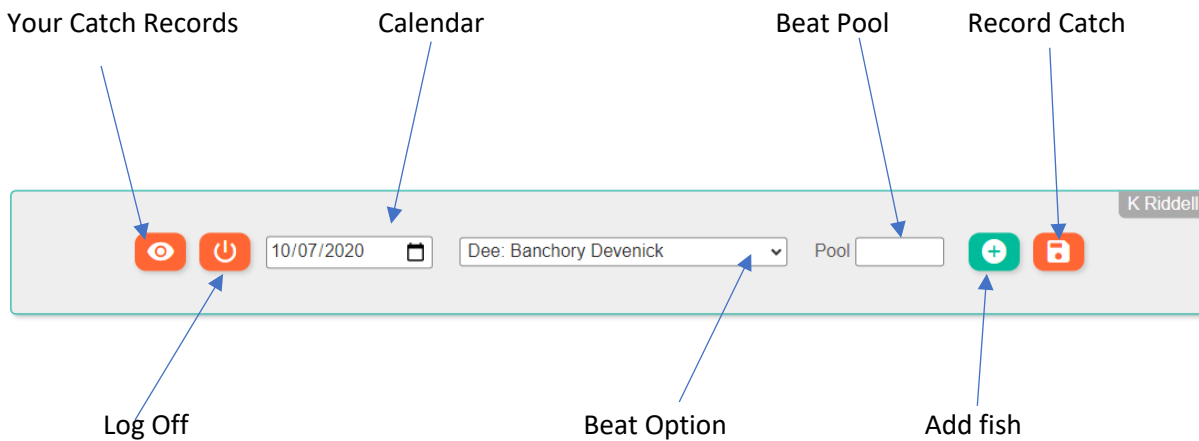 Your Catch Records Calendar Beat Pool Record Catch
K Riddell
10/07/2020 Dee: Banchory Devenick Pool
Log Off Beat Option Add fish